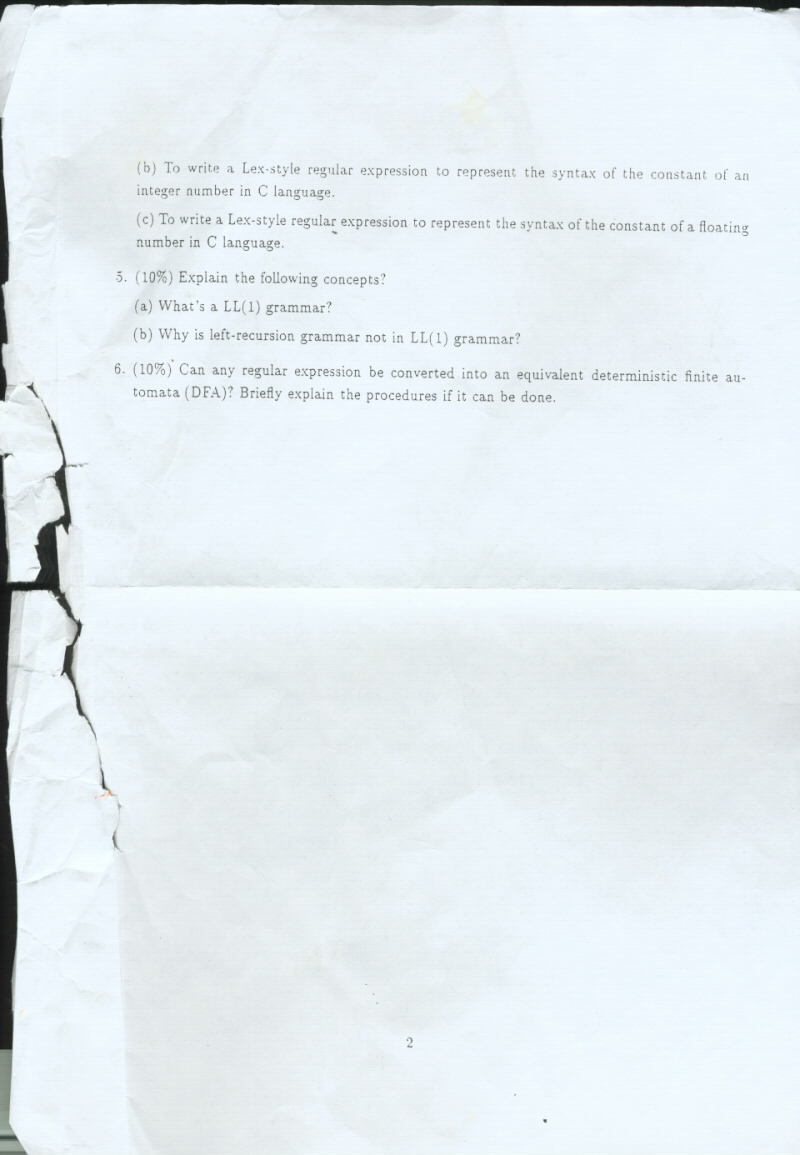 (b) To write a Lex-style regular expression to represent the syntax of the constant of an
integer number in C language.
(c) To write a Lex-style regular expression to represent the syntax of the constant of a floating
number in C language.
5. (10%) Explain the following concepts?
(a) What's a LL(1) grammar?
(b) Why is left-recursion grammar not in LL(1) grammar?
6. (10%) Can any regular expression be converted into an equivalent deterministic finite au-
tomata (DFA)? Briefly explain the procedures if it can be done.
2